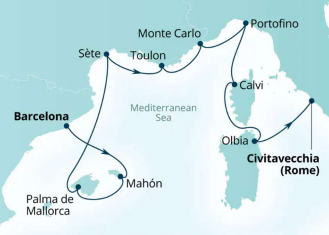 Portofino
Monte Carlo
Sète
Toulon
Calvi
Mediterranean
Sea
Barcelona
Olbia
Civitavecchia
(Rome)
Mahón
Palma de
Mallorca